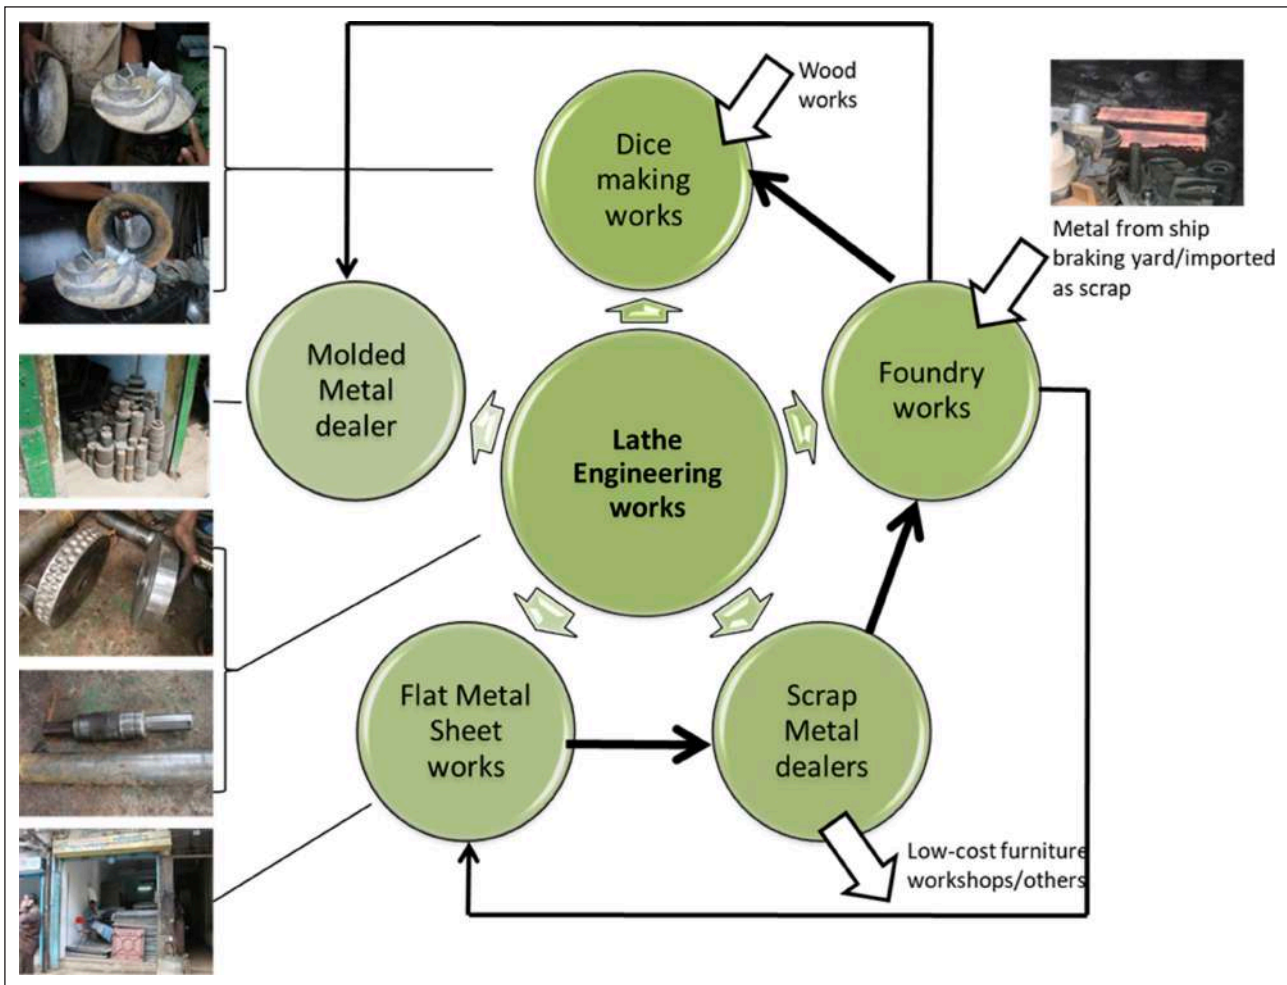 Wood
works
Dice
making
works
Metal from ship
braking yard/imported
as scrap
Molded
Metal
dealer
Foundry
works
Lathe
Engineering
works
Flat Metal
Sheet
works
Scrap
Metal
dealers
Low-cost furniture
workshops/others